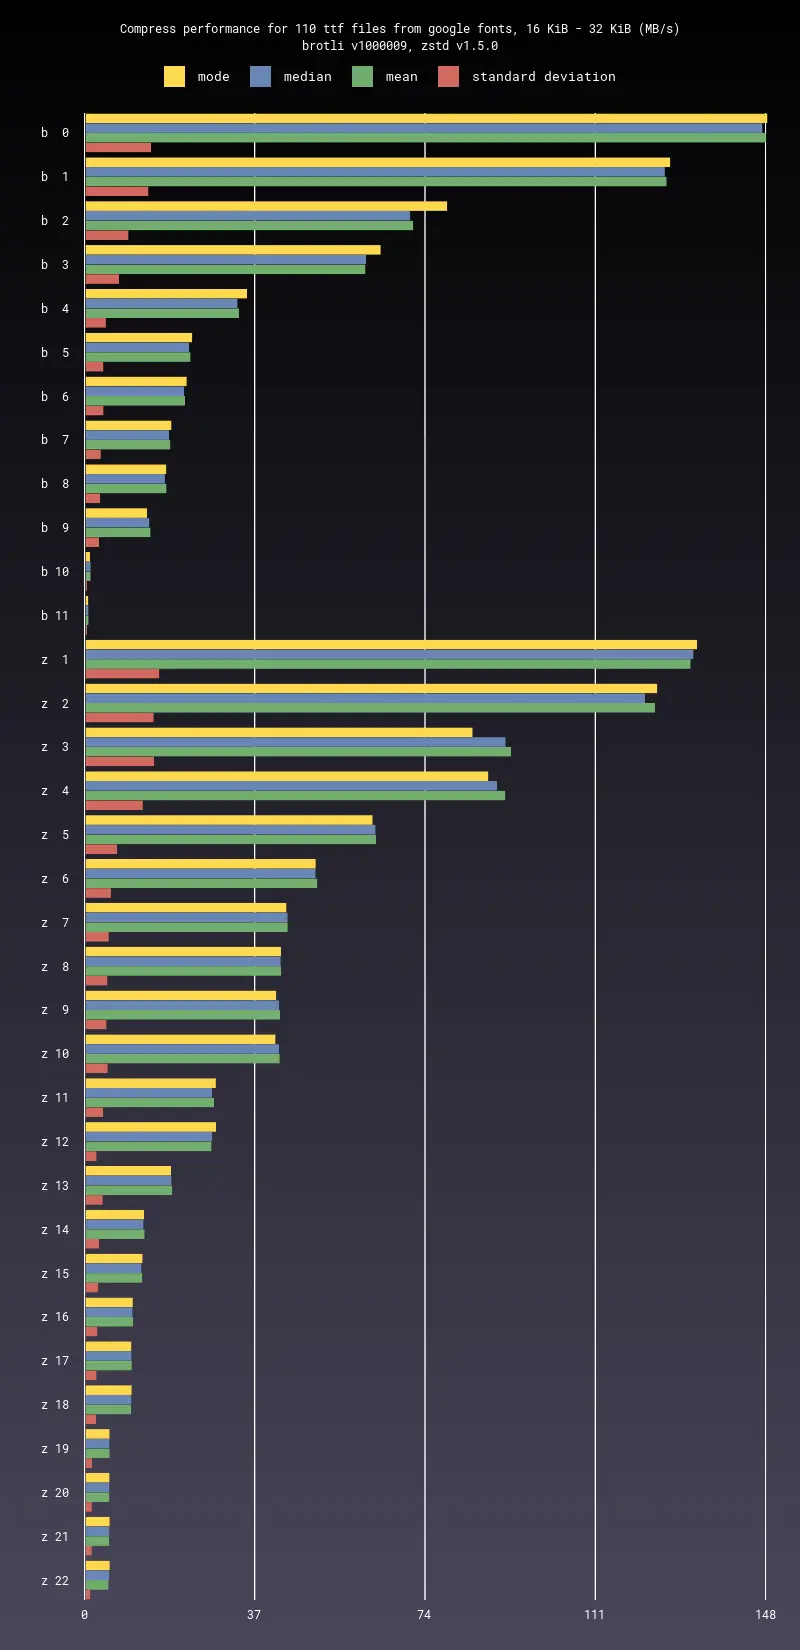 Compress performance for 110 ttf files from google fonts, 16 KiB - 32 KiB (MB/s)
brotli v1000009, zstd v1.5.0
mode median mean standard deviation
b 0
b 1
b 2
b 3
b 4
b 5
b 6
b 7
b 8
b 9
b 10
b 11
z 1
z 2
z 3
z 4
z 5
z 6
z 7
z 8
z 9
z 10
z 11
z 12
z 13
z 14
z 15
z 16
z 17
z 18
z 19
z 20
z 21
z 22
0 37 74 111 148